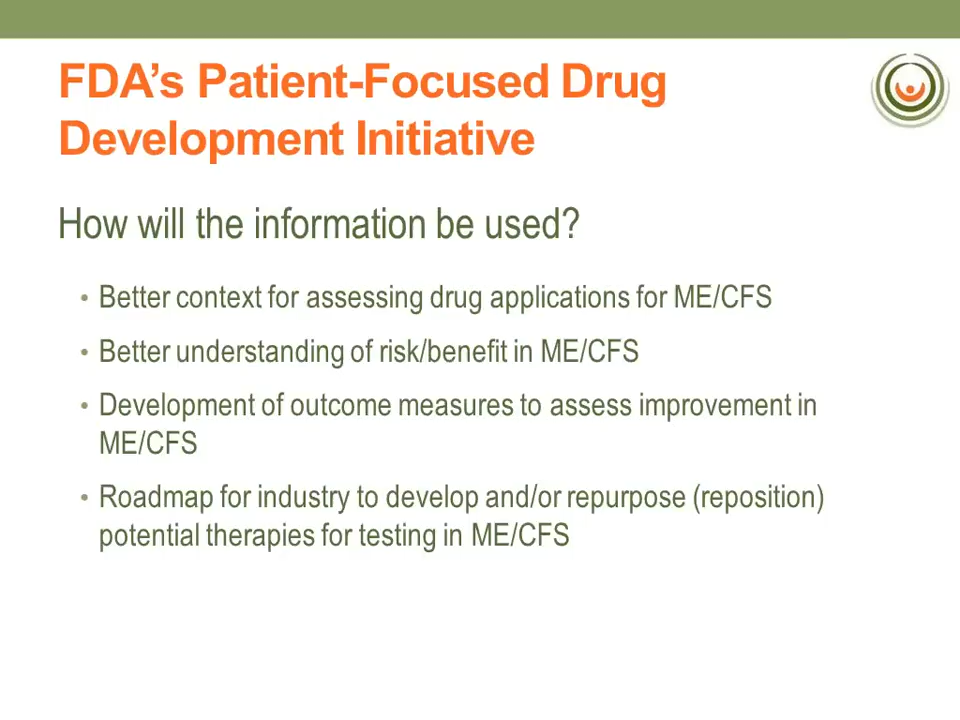 FDA’s Patient-Focused Drug
Development Initiative
How will the information be used?
• Better context for assessing drug applications for ME/CFS
• Better understanding of risk/benefit in ME/CFS
• Development of outcome measures to assess improvement in
ME/CFS
• Roadmap for industry to develop and/or repurpose (reposition)
potential therapies for testing in ME/CFS